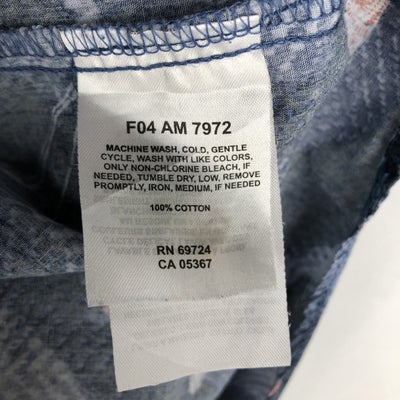 F04 AM 7972
MACHINE WASH, COLD, GENTLE
CYCLE, WASH WITH LIKE COLORS,
ONLY NON-CHLORINE BLEACH, IF
NEEDED, TUMBLE DRY, LOW, REMOVE
PROMPTLY, IRON, MEDIUM, IF NEEDED
100% COTTON
RN 69724
CA 05367